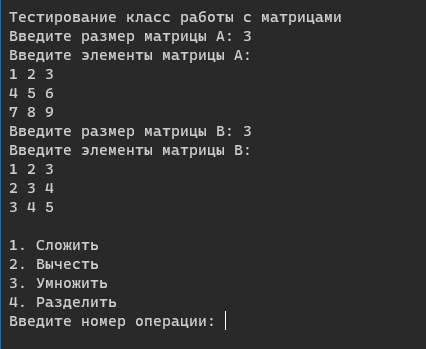 Тестирование класс работы с матрицами
Введите размер матрицы A: 3
Введите элементы матрицы A:
1 2 3
4 5 6
7 8 9
Введите размер матрицы B: 3
Введите элементы матрицы B:
1 2 3
2 3 4
3 4 5
1. Сложить
2. Вычесть
3. Умножить
4. Разделить
Введите номер операции: